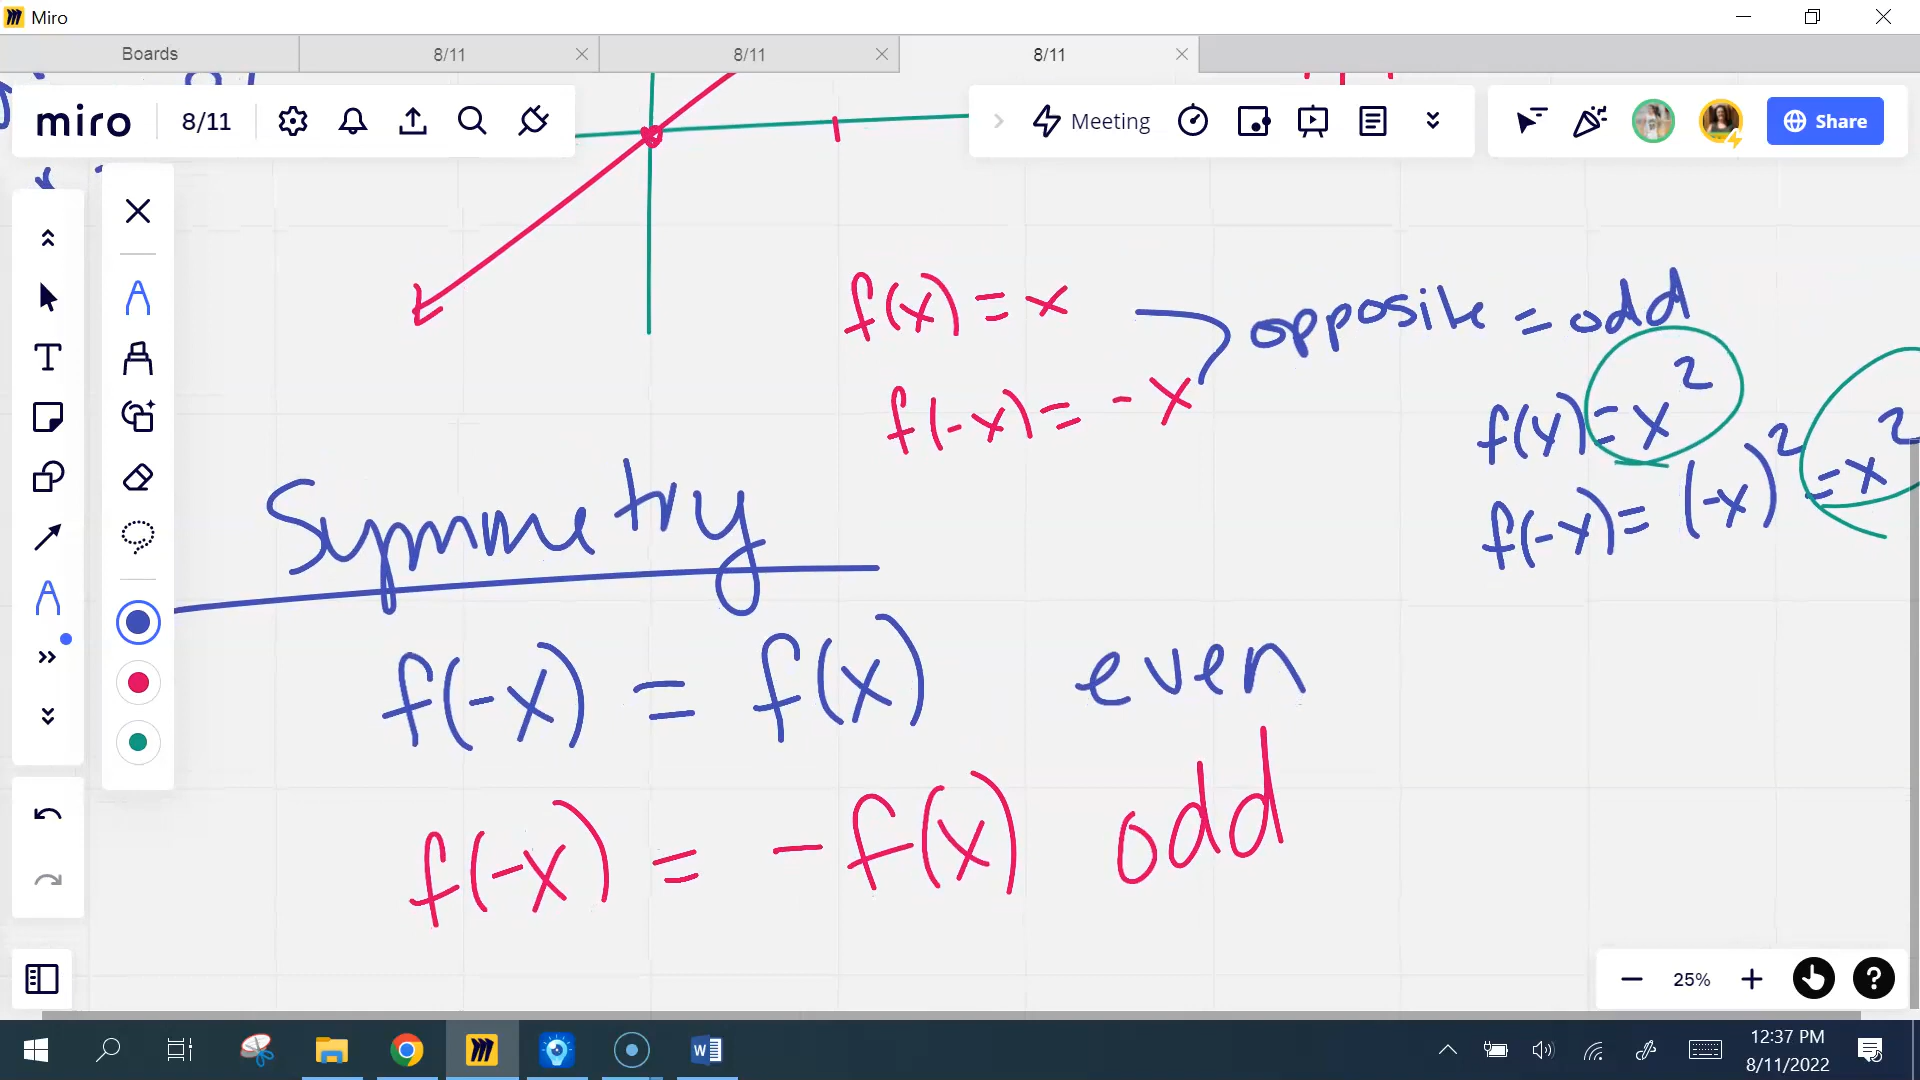 Miro
Boards
8/11
8/11
8/11
miro
8/11
Meeting
Share
f(x) = x
opposite = odd
f(-x) = -x
f(x) = x²
f(-x) = (-x)² = x²
Symmetry
f(-x) = f(x) even
f(-x) = -f(x) odd
25%
12:37 PM
8/11/2022